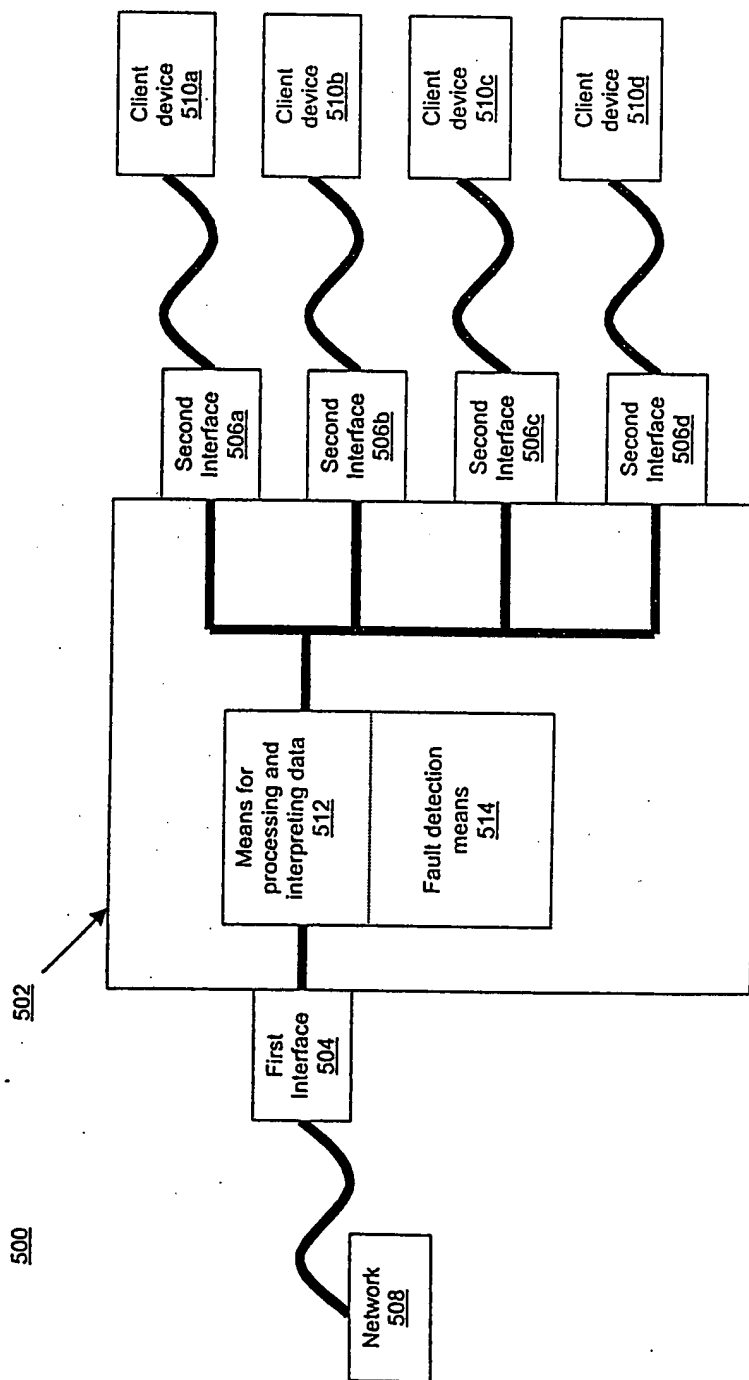 500
502
Network
508
First
Interface
504
Means for
processing and
interpreting data
512
Fault detection
means
514
Second
Interface
506a
Second
Interface
506b
Second
Interface
506c
Second
Interface
506d
Client
device
510a
Client
device
510b
Client
device
510c
Client
device
510d